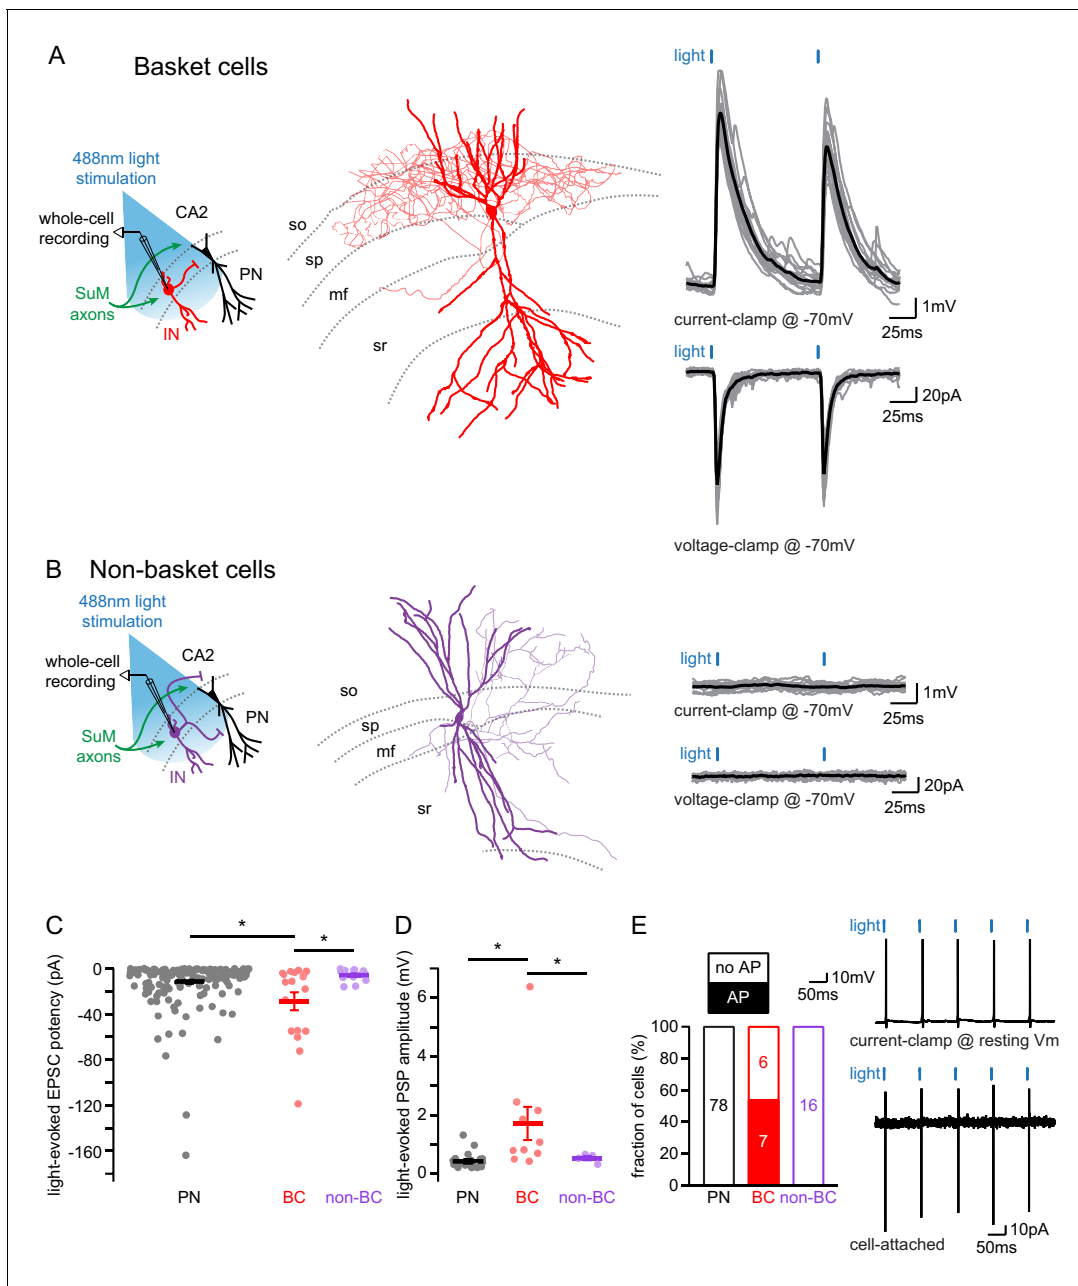 A
Basket cells
488nm light
stimulation
whole-cell
recording
CA2
PN
SuM
axons
IN
so
sp
mf
sr
light
1mV
25ms
current-clamp @ -70mV
light
20pA
25ms
voltage-clamp @ -70mV
B
Non-basket cells
488nm light
stimulation
whole-cell
recording
CA2
PN
SuM
axons
IN
so
sp
mf
sr
light
1mV
25ms
current-clamp @ -70mV
light
20pA
25ms
voltage-clamp @ -70mV
C
*
*
light-evoked EPSC potency (pA)
0
-40
-80
-120
-160
PN
BC
non-BC
D
*
*
light-evoked PSP amplitude (mV)
6
4
2
0
PN
BC
non-BC
E
no AP
AP
fraction of cells (%)
100
80
60
40
20
0
78
6
7
16
PN
BC
non-BC
light
10mV
50ms
current-clamp @ resting Vm
light
10pA
50ms
cell-attached